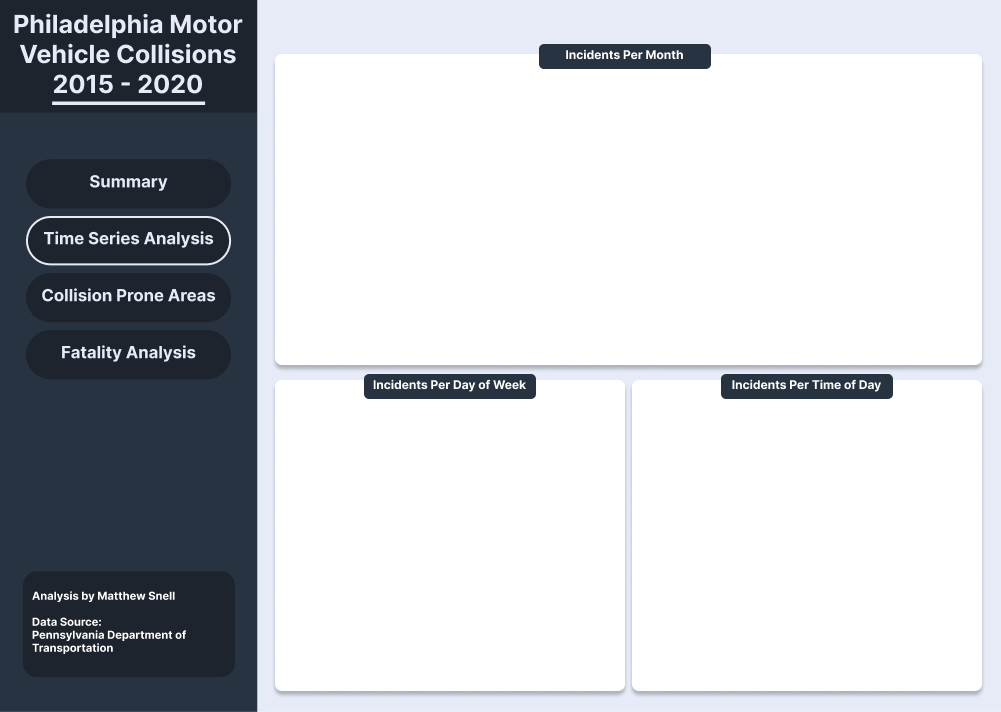 Philadelphia Motor
Vehicle Collisions
2015 - 2020
Summary
Time Series Analysis
Collision Prone Areas
Fatality Analysis
Analysis by Matthew Snell
Data Source:
Pennsylvania Department of
Transportation
Incidents Per Month
Incidents Per Day of Week
Incidents Per Time of Day